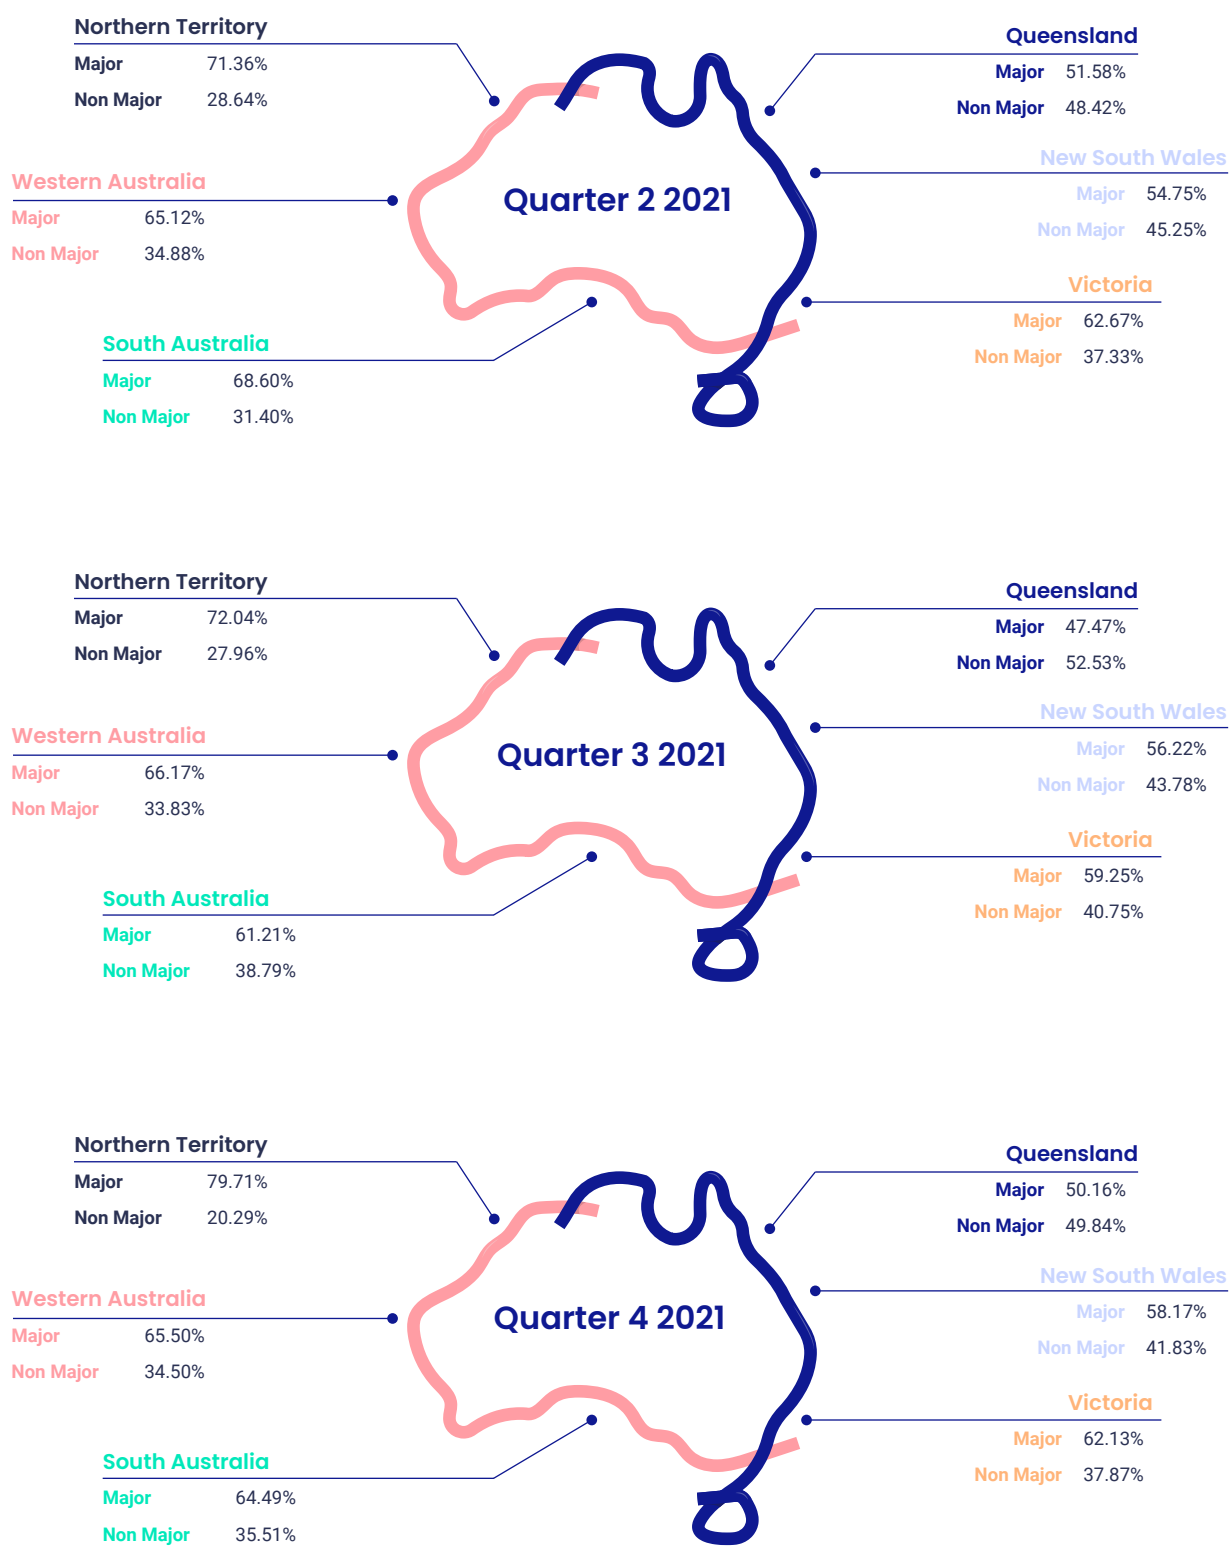 Northern Territory
Major 71.36%
Non Major 28.64%
Queensland
Major 51.58%
Non Major 48.42%
Western Australia
Major 65.12%
Non Major 34.88%
Quarter 2 2021
New South Wales
Major 54.75%
Non Major 45.25%
South Australia
Major 68.60%
Non Major 31.40%
Victoria
Major 62.67%
Non Major 37.33%
Northern Territory
Major 72.04%
Non Major 27.96%
Queensland
Major 47.47%
Non Major 52.53%
Western Australia
Major 66.17%
Non Major 33.83%
Quarter 3 2021
New South Wales
Major 56.22%
Non Major 43.78%
South Australia
Major 61.21%
Non Major 38.79%
Victoria
Major 59.25%
Non Major 40.75%
Northern Territory
Major 79.71%
Non Major 20.29%
Queensland
Major 50.16%
Non Major 49.84%
Western Australia
Major 65.50%
Non Major 34.50%
Quarter 4 2021
New South Wales
Major 58.17%
Non Major 41.83%
South Australia
Major 64.49%
Non Major 35.51%
Victoria
Major 62.13%
Non Major 37.87%